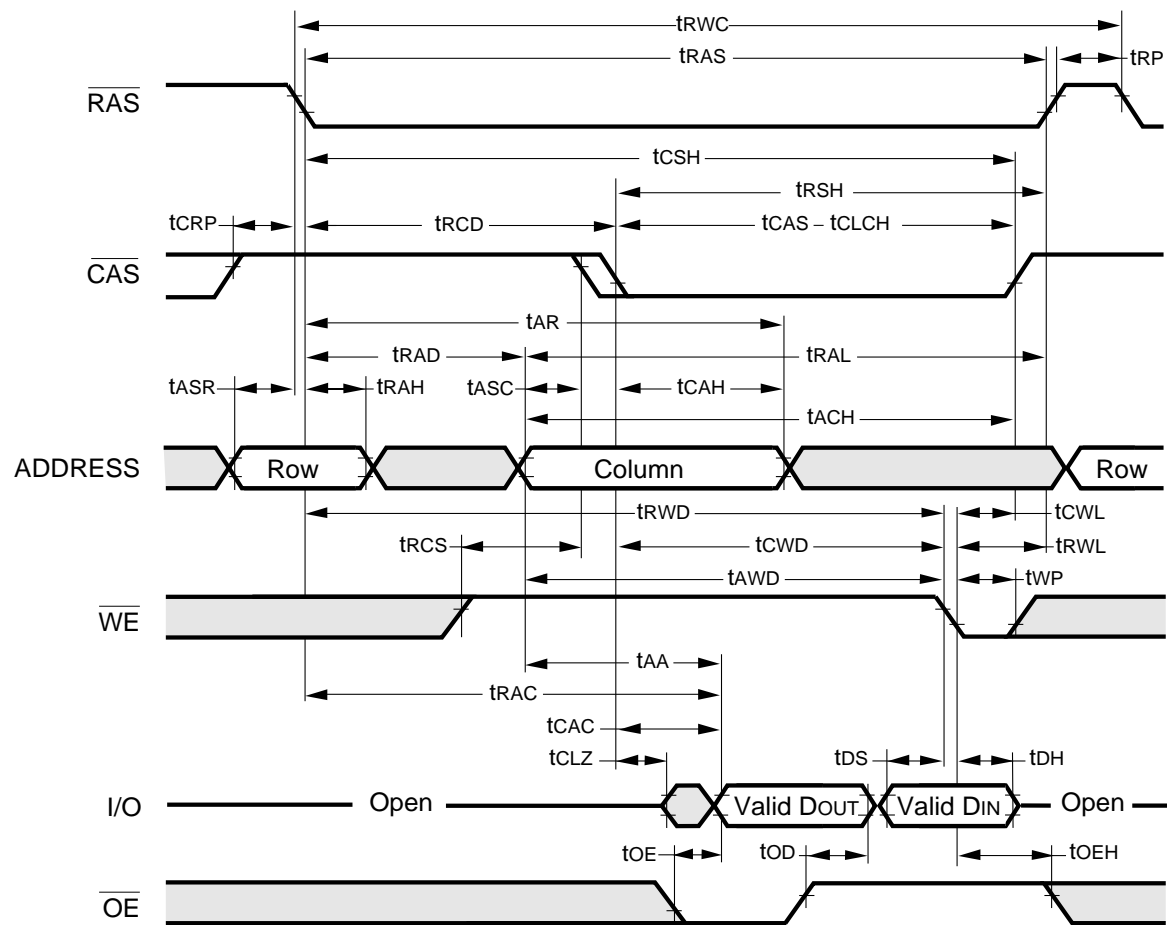 tRWC
tRAS
tRP
RAS
tCSH
tRSH
tCRP
tRCD
tCAS – tCLCH
CAS
tAR
tRAD
tRAL
tASR
tRAH
tASC
tCAH
tACH
ADDRESS
Row
Column
Row
tRWD
tCWL
tRCS
tCWD
tRWL
tAWD
tWP
WE
tAA
tRAC
tCAC
tCLZ
tDS
tDH
I/O
Open
Valid DOUT
Valid DIN
Open
tOE
tOD
tOEH
OE